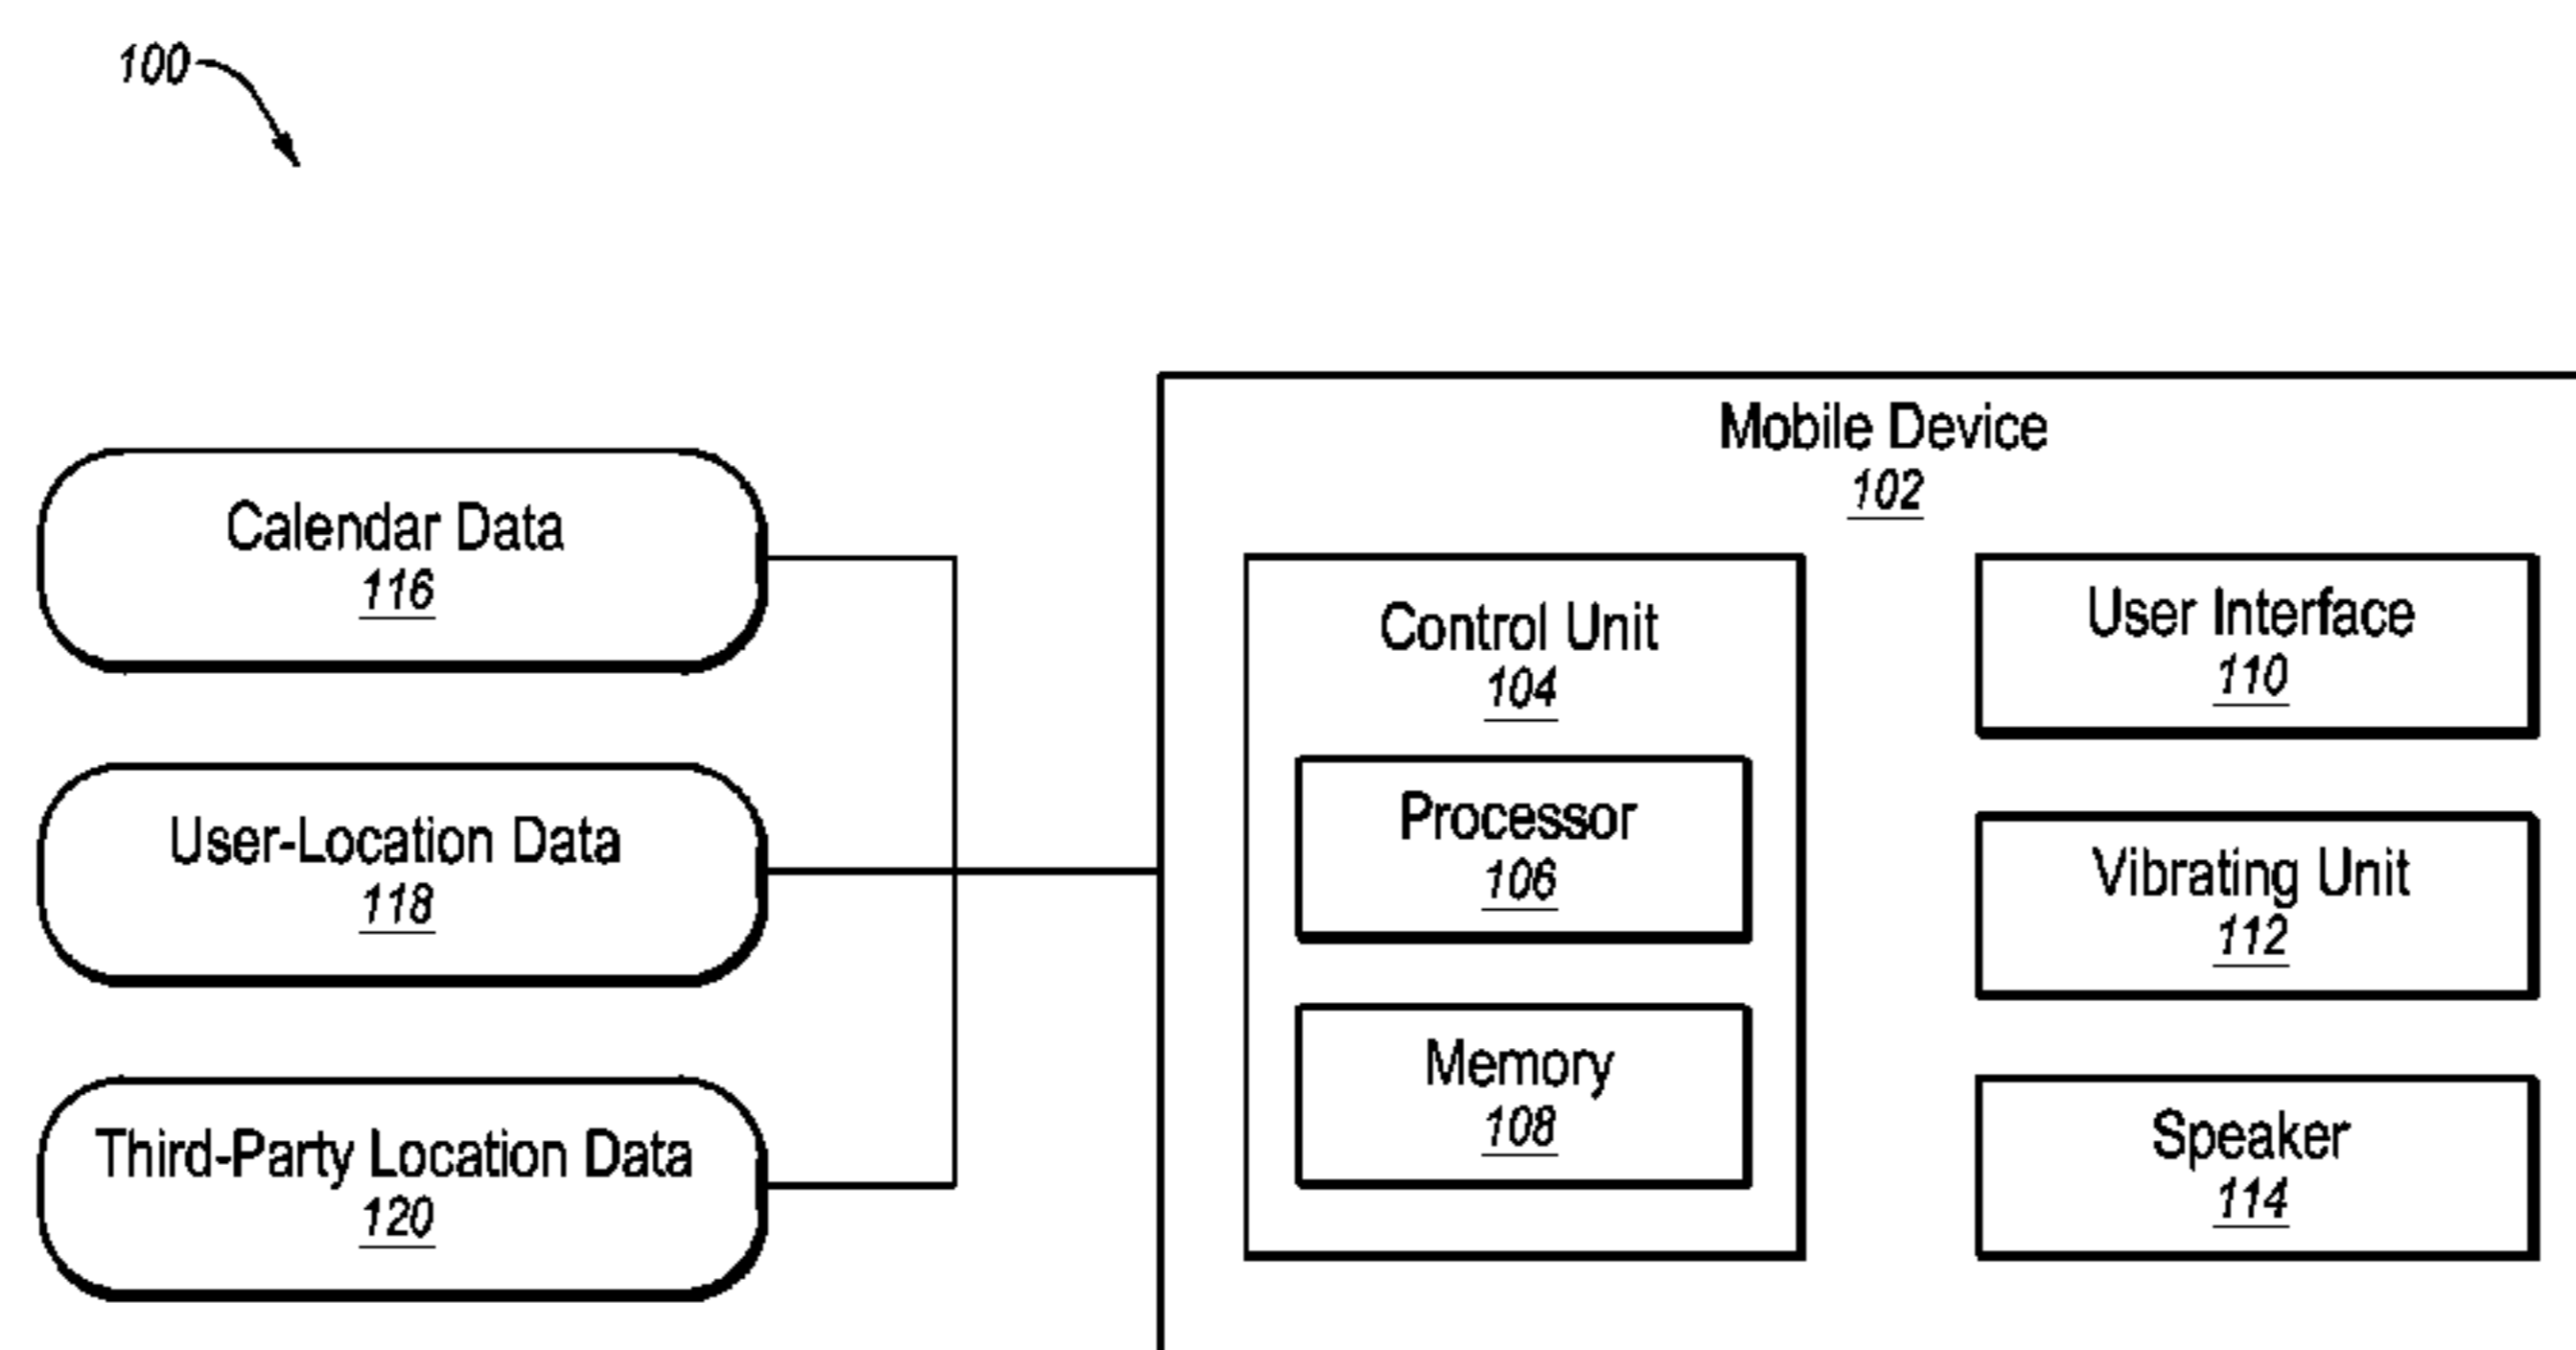 100
Mobile Device
102
Calendar Data
116
User-Location Data
118
Third-Party Location Data
120
Control Unit
104
Processor
106
Memory
108
User Interface
110
Vibrating Unit
112
Speaker
114